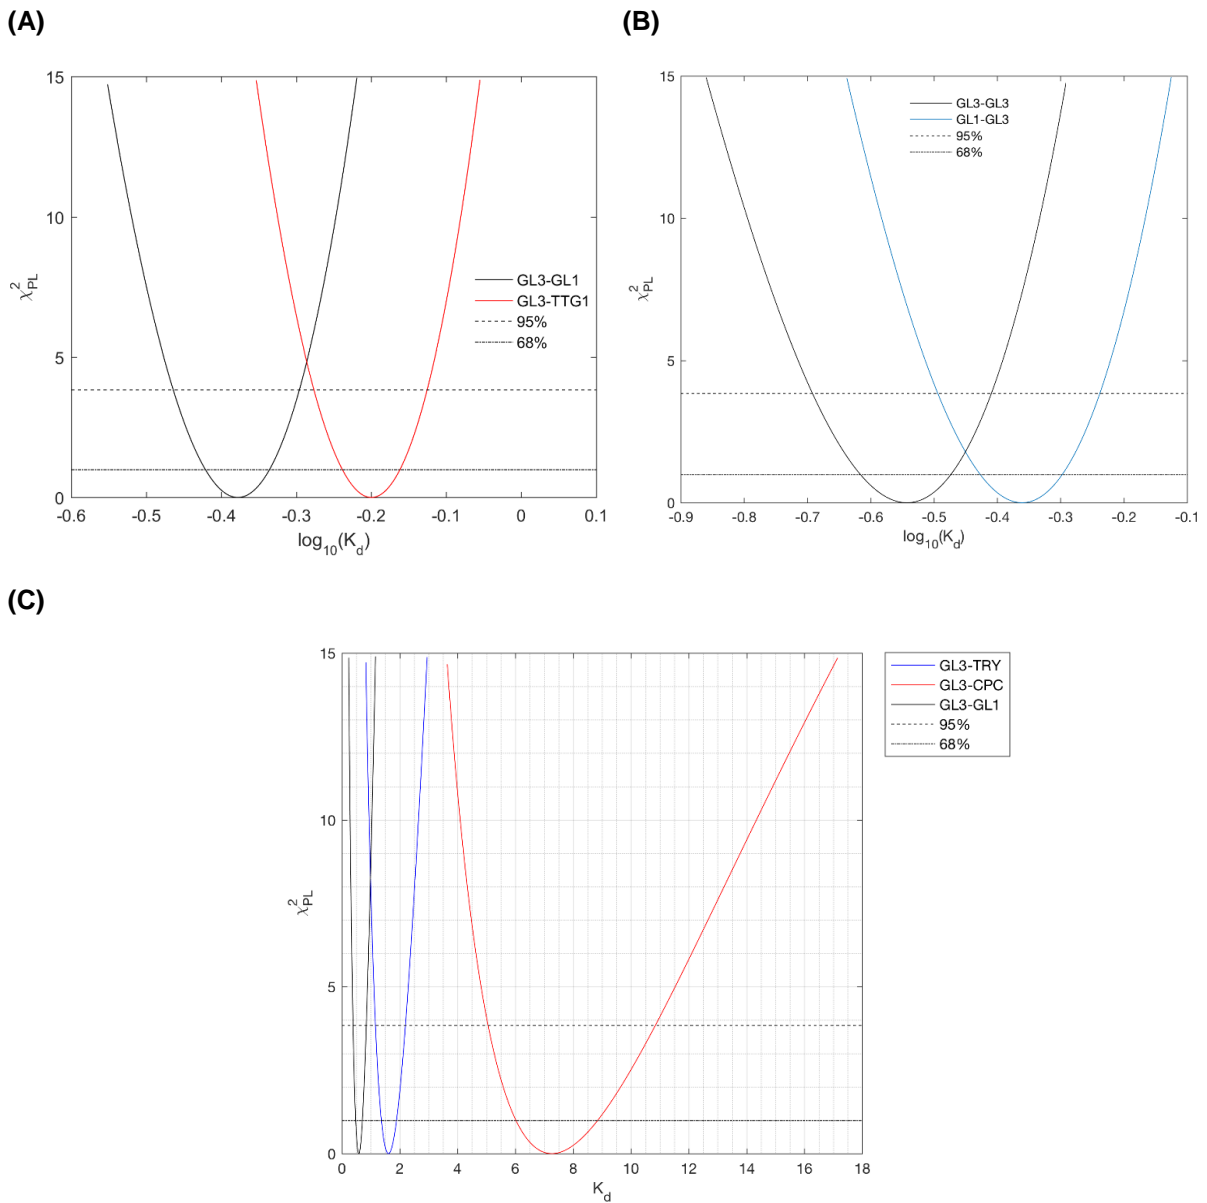 (A)
15
10
5
0
-0.6 -0.5 -0.4 -0.3 -0.2 -0.1 0 0.1
χ²PL
log10(Kd)
GL3-GL1
GL3-TTG1
95%
68%
(B)
15
10
5
0
-0.9 -0.8 -0.7 -0.6 -0.5 -0.4 -0.3 -0.2 -0.1
χ²PL
log10(Kd)
GL3-GL3
GL1-GL3
95%
68%
(C)
15
10
5
0
0 2 4 6 8 10 12 14 16 18
χ²PL
Kd
GL3-TRY
GL3-CPC
GL3-GL1
95%
68%